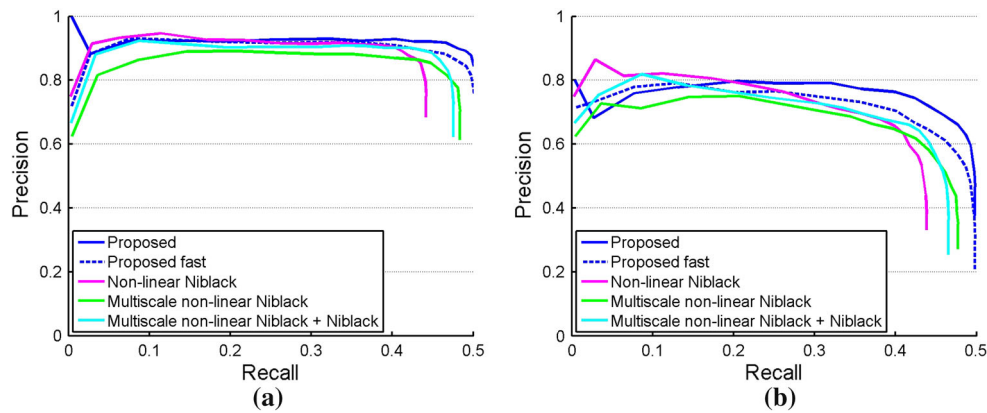 1
0.8
0.6
0.4
0.2
0
Precision
Proposed
Proposed fast
Non-linear Niblack
Multiscale non-linear Niblack
Multiscale non-linear Niblack + Niblack
0 0.1 0.2 0.3 0.4 0.5
Recall
(a)
1
0.8
0.6
0.4
0.2
0
Precision
Proposed
Proposed fast
Non-linear Niblack
Multiscale non-linear Niblack
Multiscale non-linear Niblack + Niblack
0 0.1 0.2 0.3 0.4 0.5
Recall
(b)